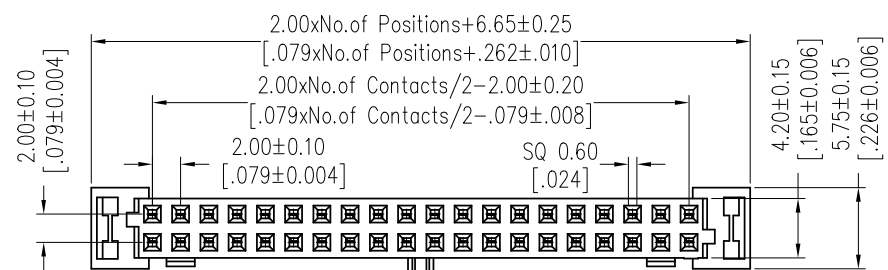 2.00xNo.of Positions+6.65±0.25
[.079xNo.of Positions+.262±.010]
2.00xNo.of Contacts/2-2.00±0.20
[.079xNo.of Contacts/2-.079±.008]
2.00±0.10
[.079±0.004]
2.00±0.10
[.079±0.004]
SQ 0.60
[.024]
4.20±0.15
[.165±0.006]
5.75±0.15
[.226±0.006]